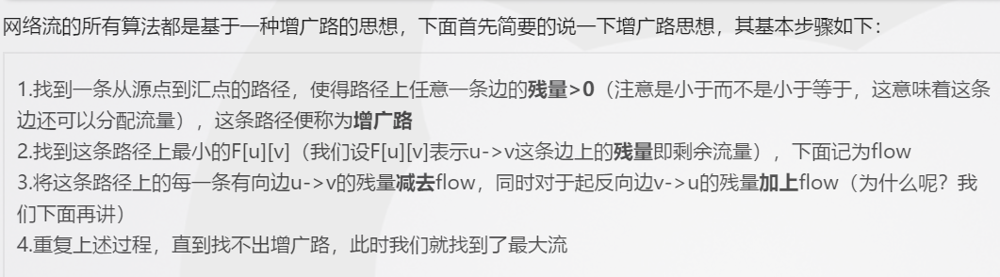 网络流的所有算法都是基于一种增广路的思想，下面首先简要的说一下增广路思想，其基本步骤如下：
1.找到一条从源点到汇点的路径，使得路径上任意一条边的残量>0（注意是小于而不是小于等于，这意味着这条
边还可以分配流量），这条路径便称为增广路
2.找到这条路径上最小的F[u][v]（我们设F[u][v]表示u->v这条边上的残量即剩余流量），下面记为flow
3.将这条路径上的每一条有向边u->v的残量减去flow，同时对于起反向边v->u的残量加上flow（为什么呢？我
们下面再讲）
4.重复上述过程，直到找不出增广路，此时我们就找到了最大流